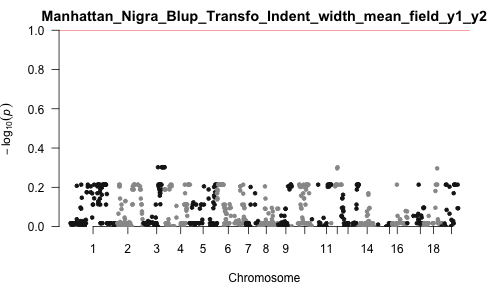 Manhattan_Nigra_Blup_Transfo_Indent_width_mean_field_y1_y2
1.0
0.8
0.6
0.4
0.2
0.0
− log₁₀(p)
1 2 3 4 5 6 7 8 9 11 14 16 18
Chromosome